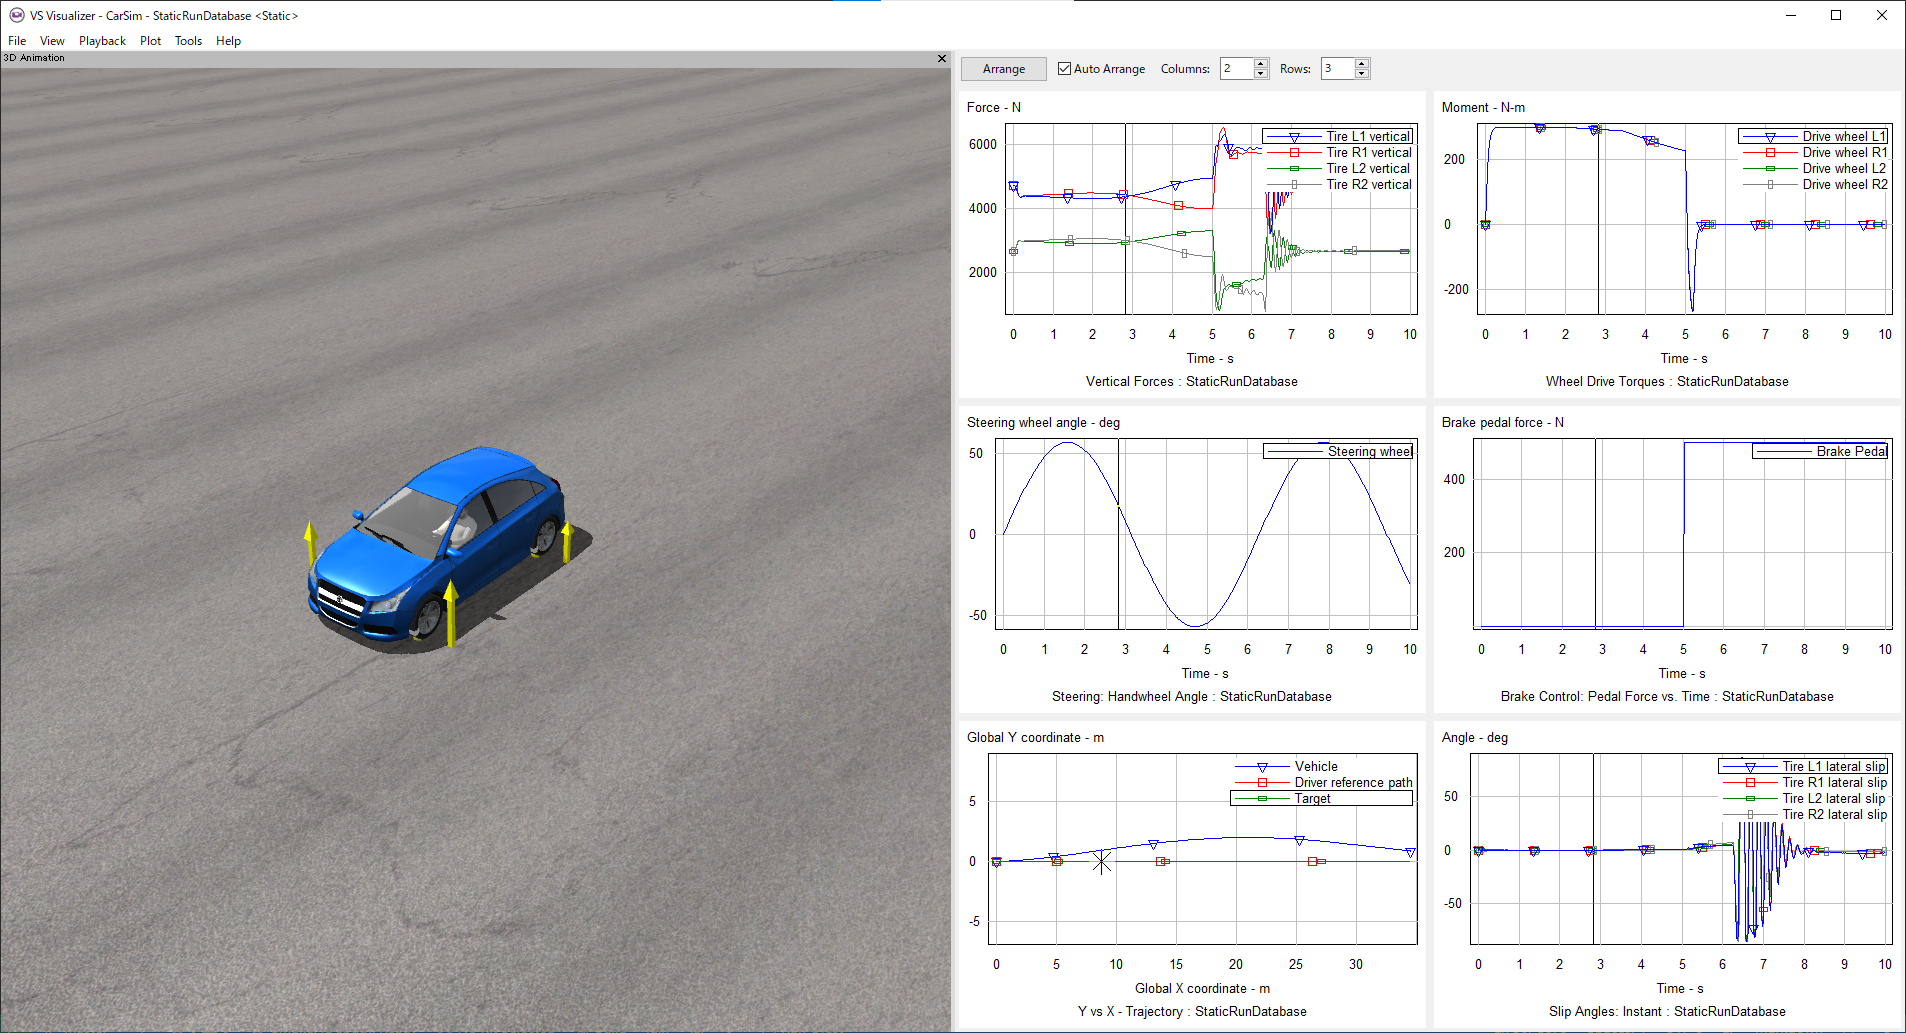 VS Visualizer - CarSim - StaticRunDatabase <Static>
File View Playback Plot Tools Help
3D Animation
Arrange Auto Arrange Columns: 2 Rows: 3
Force - N
Tire L1 vertical
Tire R1 vertical
Tire L2 vertical
Tire R2 vertical
6000
4000
2000
0 1 2 3 4 5 6 7 8 9 10
Time - s
Vertical Forces : StaticRunDatabase
Moment - N-m
Drive wheel L1
Drive wheel R1
Drive wheel L2
Drive wheel R2
200
0
-200
0 1 2 3 4 5 6 7 8 9 10
Time - s
Wheel Drive Torques : StaticRunDatabase
Steering wheel angle - deg
Steering wheel
50
0
-50
0 1 2 3 4 5 6 7 8 9 10
Time - s
Steering: Handwheel Angle : StaticRunDatabase
Brake pedal force - N
Brake Pedal
400
200
0 1 2 3 4 5 6 7 8 9 10
Time - s
Brake Control: Pedal Force vs. Time : StaticRunDatabase
Global Y coordinate - m
Vehicle
Driver reference path
Target
5
0
-5
0 5 10 15 20 25 30
Global X coordinate - m
Y vs X - Trajectory : StaticRunDatabase
Angle - deg
Tire L1 lateral slip
Tire R1 lateral slip
Tire L2 lateral slip
Tire R2 lateral slip
50
0
-50
0 1 2 3 4 5 6 7 8 9 10
Time - s
Slip Angles: Instant : StaticRunDatabase